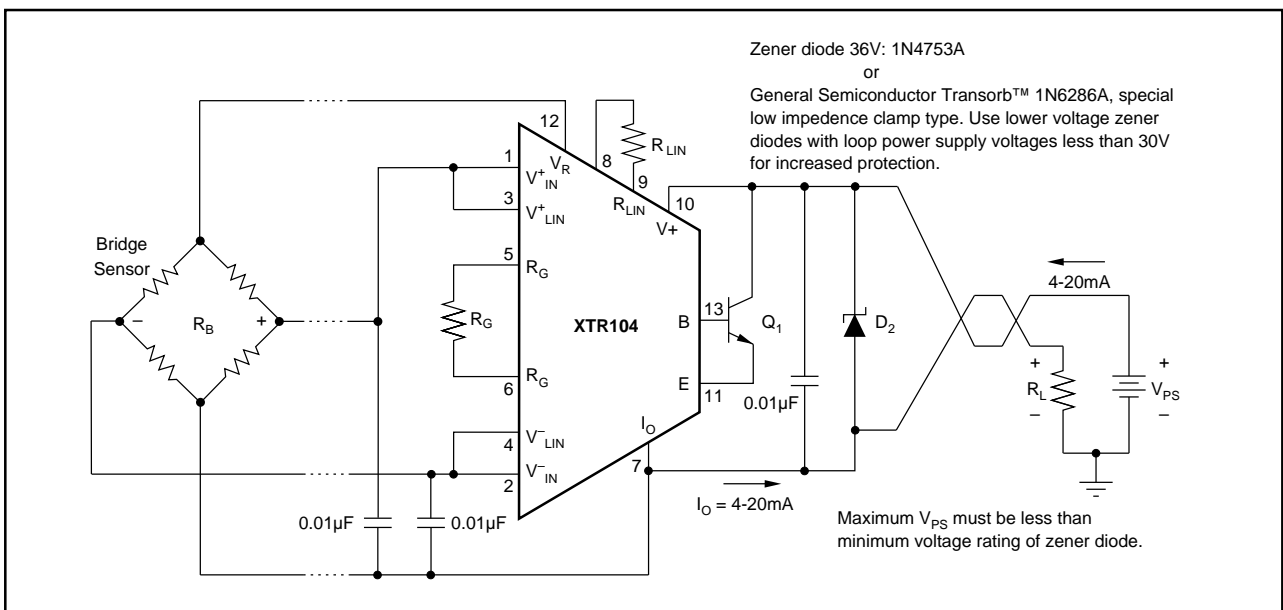 Zener diode 36V: 1N4753A
or
General Semiconductor Transorb™ 1N6286A, special
low impedence clamp type. Use lower voltage zener
diodes with loop power supply voltages less than 30V
for increased protection.
12
V_R
8
R_LIN
9
R_LIN
10
V+
1
V⁺_IN
3
V⁺_LIN
5
R_G
R_G
R_G
6
V⁻_LIN
4
V⁻_IN
2
XTR104
Bridge
Sensor
–
R_B
+
13
B
Q_1
E
11
I_O
7
0.01µF
D_2
4-20mA
+
R_L
–
+
V_PS
–
0.01µF
0.01µF
I_O = 4-20mA
Maximum V_PS must be less than
minimum voltage rating of zener diode.